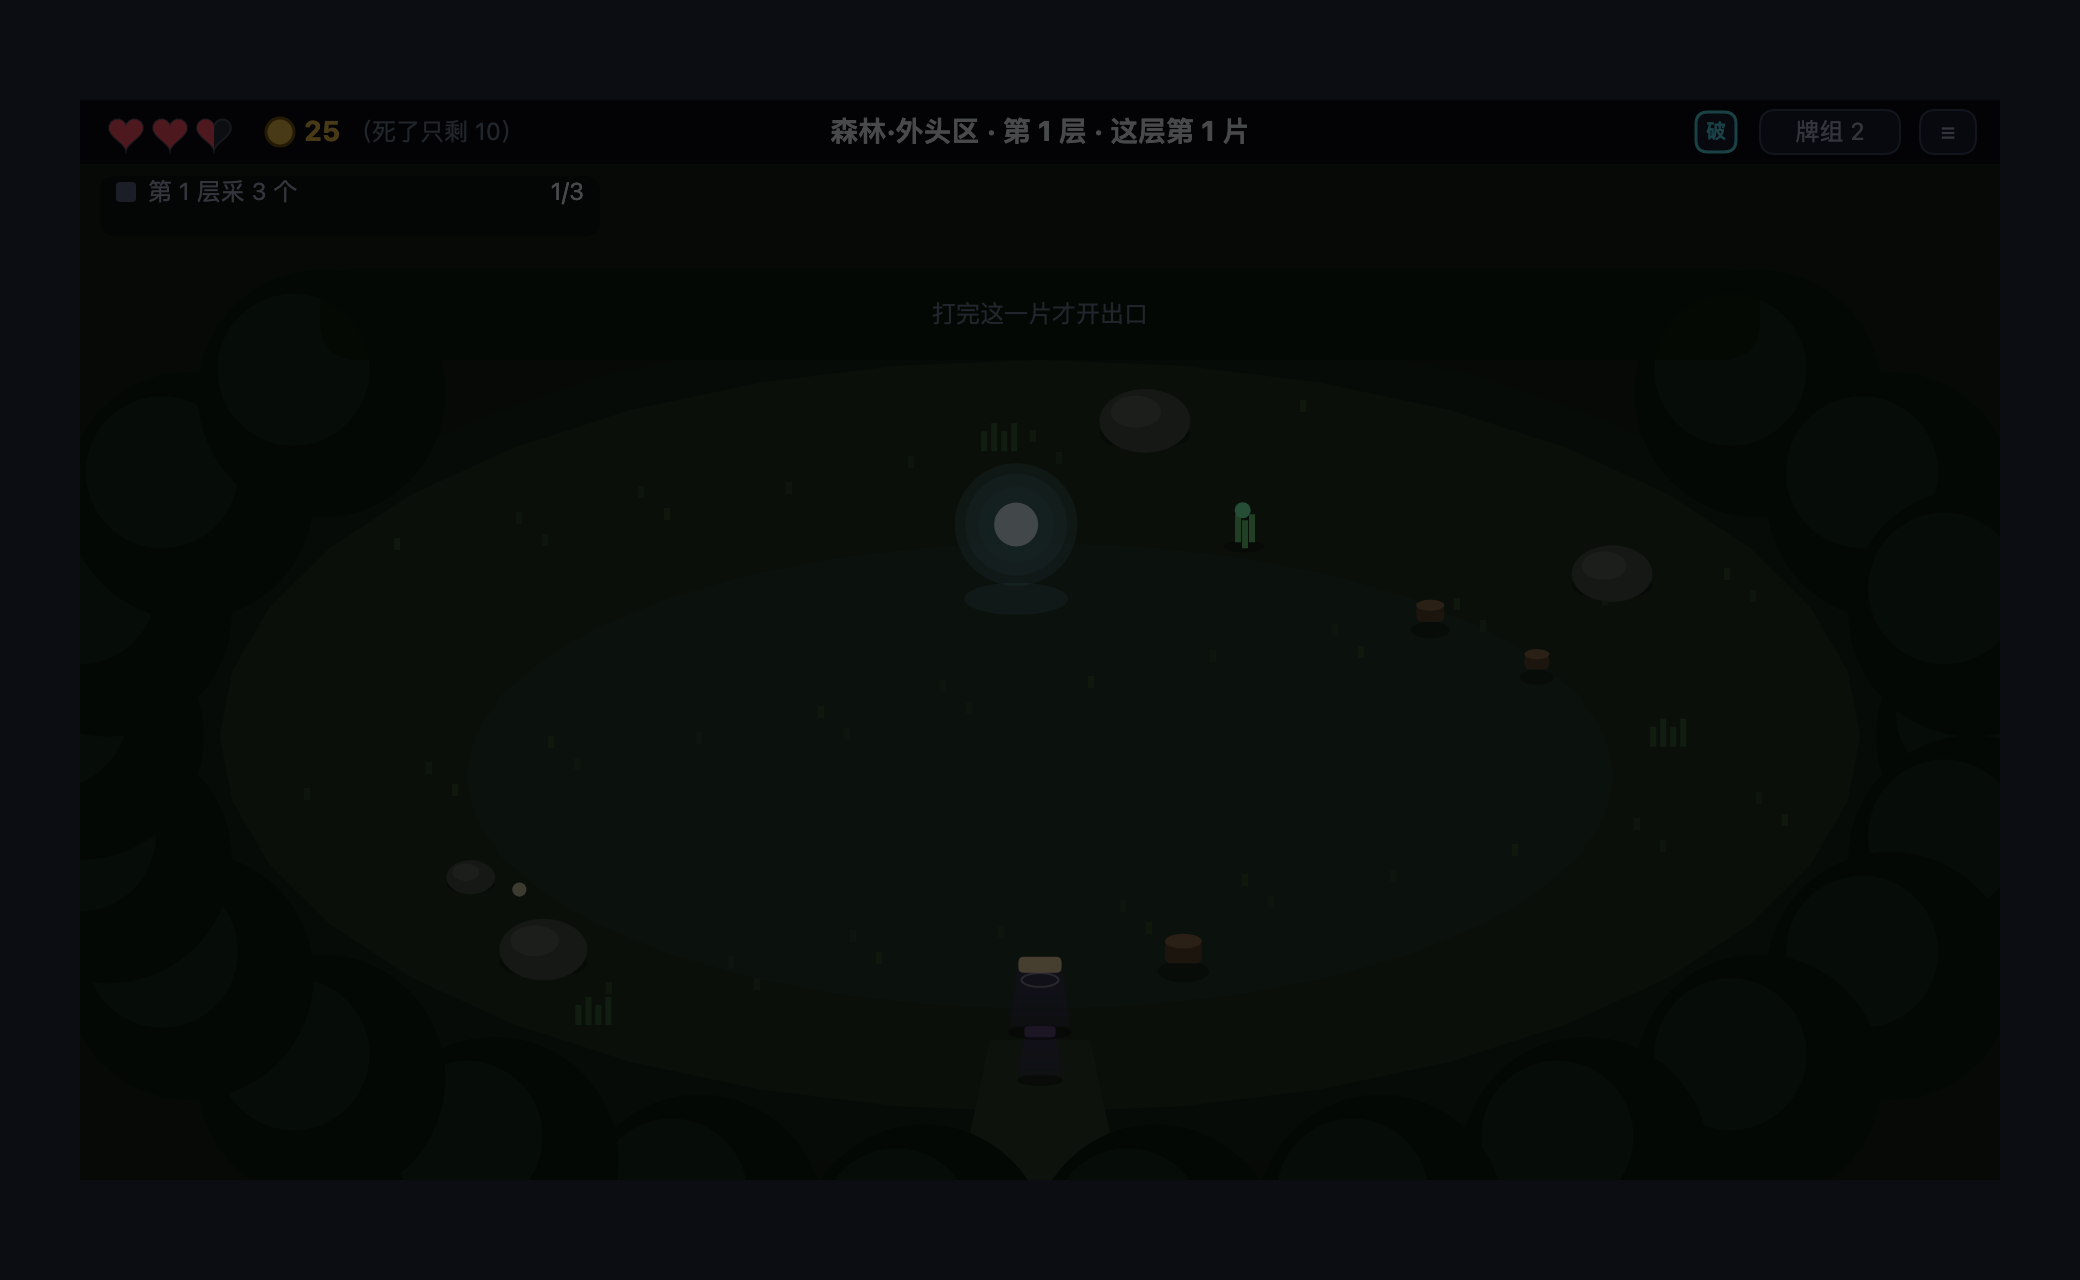 25 (死了只剩 10)
森林·外头区 · 第 1 层 · 这层第 1 片
破
牌组 2
≡
第 1 层采 3 个 1/3
打完这一片才开出口